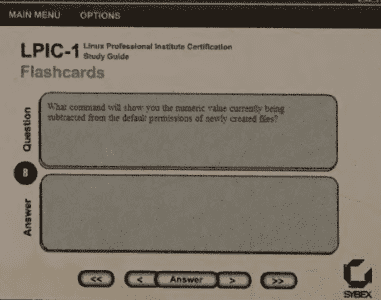 MAIN MENU OPTIONS
LPIC-1 Linux Professional Institute Certification
Study Guide
Flashcards
Question
What command will show you the numeric value currently being
subtracted from the default permissions of newly created files?
8
Answer
<< < Answer > >>
SYBEX